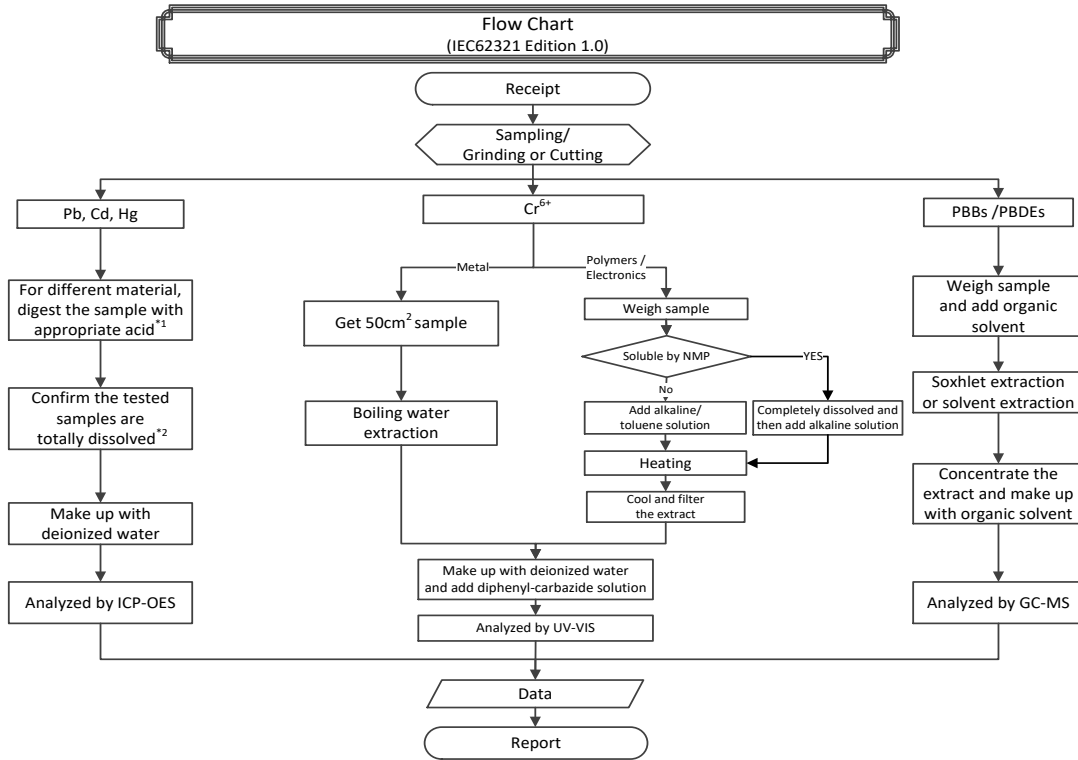 Flow Chart
(IEC62321 Edition 1.0)
Receipt
Sampling/
Grinding or Cutting
Pb, Cd, Hg
Cr6+
PBBs /PBDEs
For different material,
digest the sample with
appropriate acid*1
Confirm the tested
samples are
totally dissolved*2
Make up with
deionized water
Analyzed by ICP-OES
Metal
Get 50cm2 sample
Boiling water
extraction
Polymers /
Electronics
Weigh sample
Soluble by NMP
YES
No
Add alkaline/
toluene solution
Completely dissolved and
then add alkaline solution
Heating
Cool and filter
the extract
Make up with deionized water
and add diphenyl-carbazide solution
Analyzed by UV-VIS
Weigh sample
and add organic
solvent
Soxhlet extraction
or solvent extraction
Concentrate the
extract and make up
with organic solvent
Analyzed by GC-MS
Data
Report